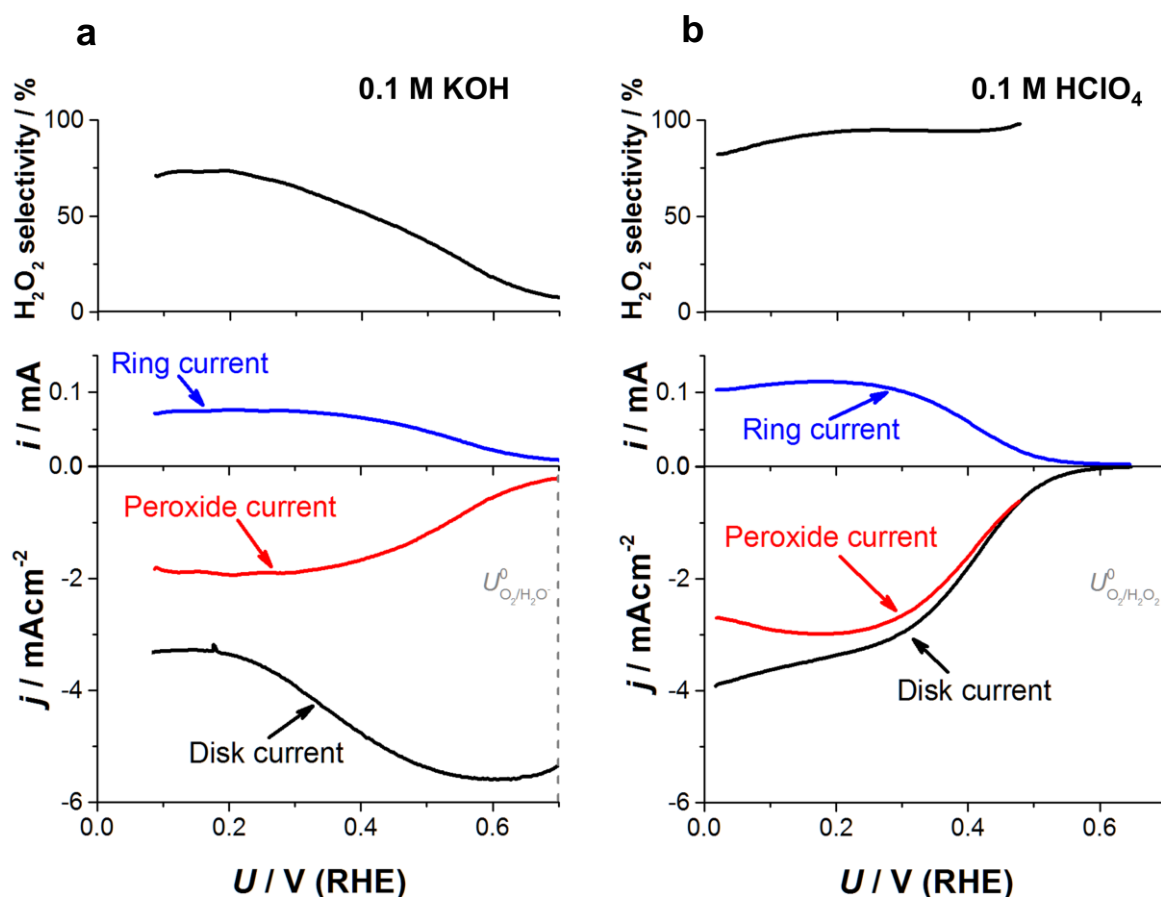 a
0.1 M KOH
H₂O₂ selectivity / %
100
50
0
Ring current
i / mA
0.1
0.0
Peroxide current
U⁰O₂/H₂O⁻
j / mAcm⁻²
-2
-4
-6
Disk current
0.0 0.2 0.4 0.6
U / V (RHE)
b
0.1 M HClO₄
H₂O₂ selectivity / %
100
50
0
Ring current
i / mA
0.1
0.0
Peroxide current
U⁰O₂/H₂O₂
j / mAcm⁻²
-2
-4
-6
Disk current
0.0 0.2 0.4 0.6
U / V (RHE)